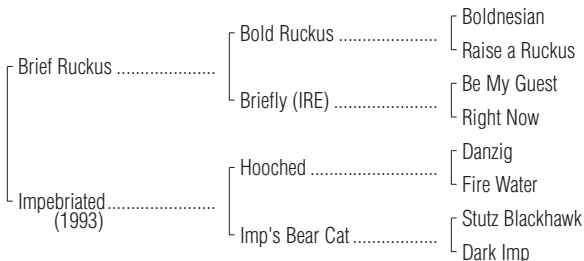 Boldnesian
Bold Ruckus ....................
Raise a Ruckus
Brief Ruckus ....................
Be My Guest
Briefly (IRE) .....................
Right Now
Danzig
Hooched ..........................
Fire Water
Impebriated......................
(1993)
Stutz Blackhawk
Imp's Bear Cat .................
Dark Imp